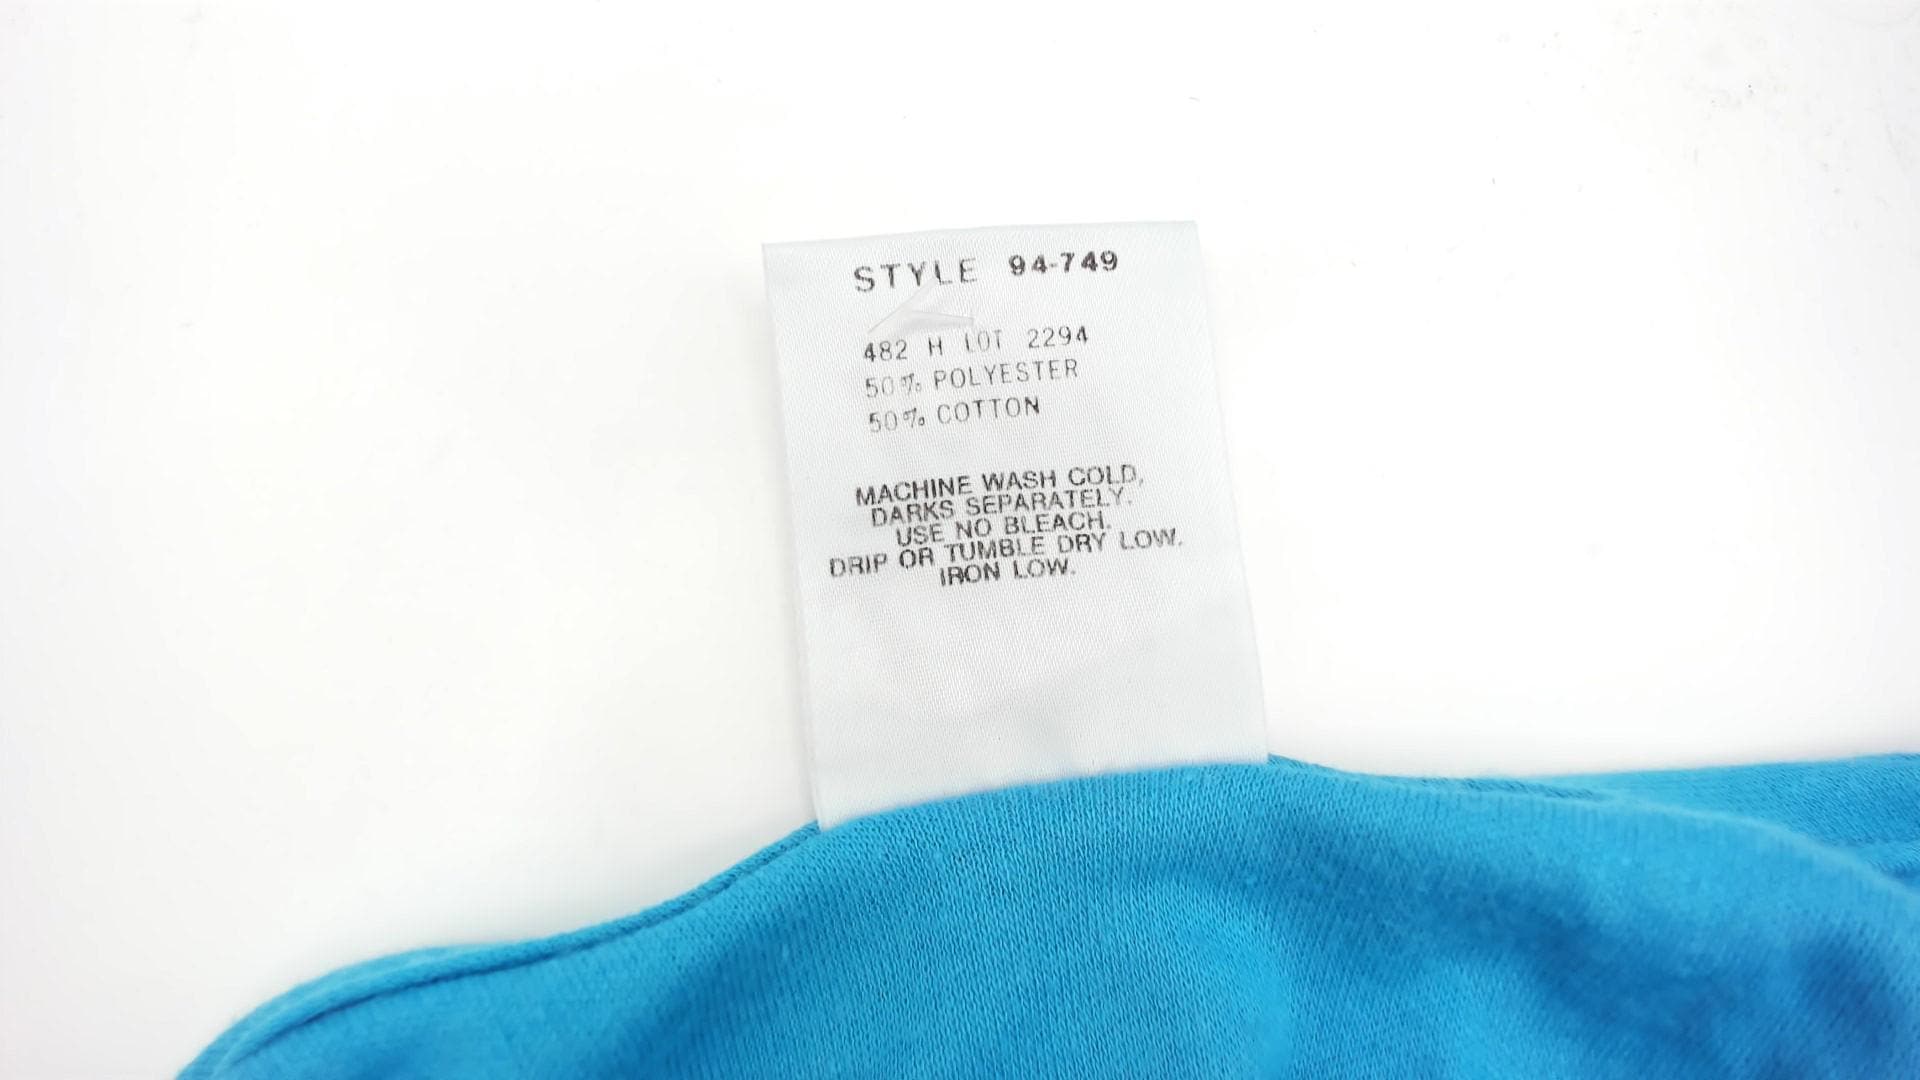 STYLE 94-749
482 H LOT 2294
50% POLYESTER
50% COTTON
MACHINE WASH COLD,
DARKS SEPARATELY.
USE NO BLEACH.
DRIP OR TUMBLE DRY LOW.
IRON LOW.